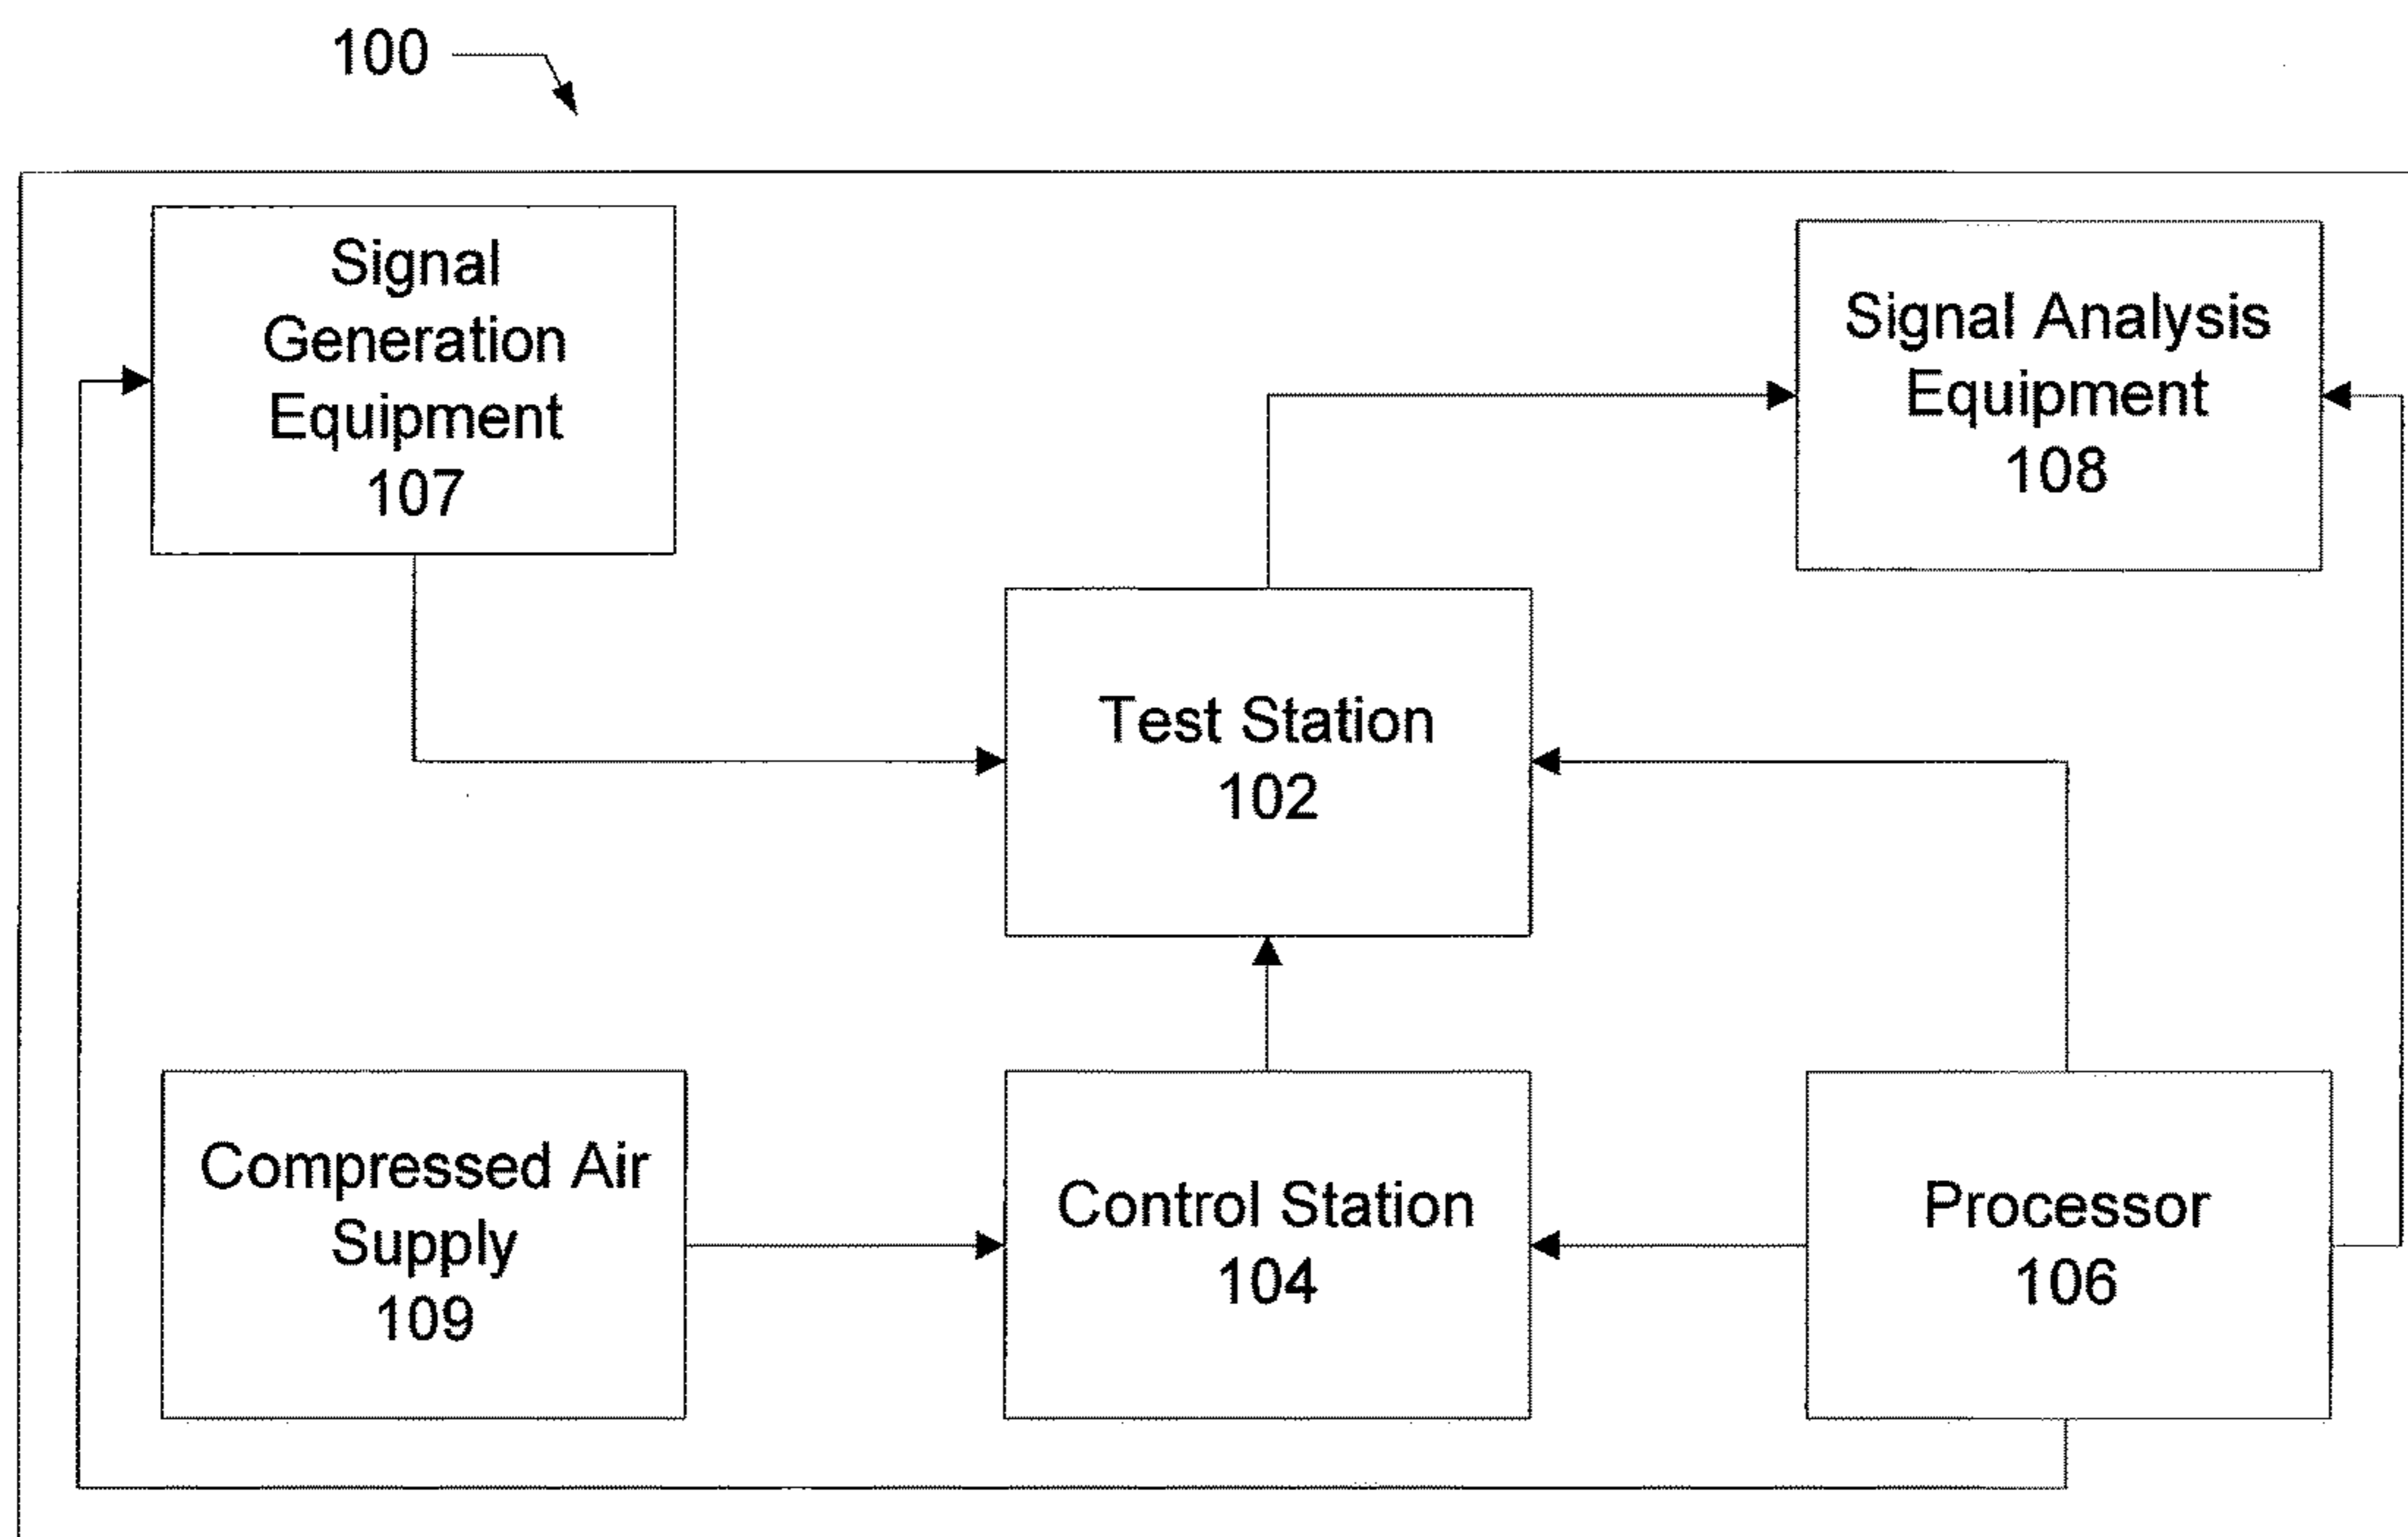 100
Signal
Generation
Equipment
107
Signal Analysis
Equipment
108
Test Station
102
Compressed Air
Supply
109
Control Station
104
Processor
106